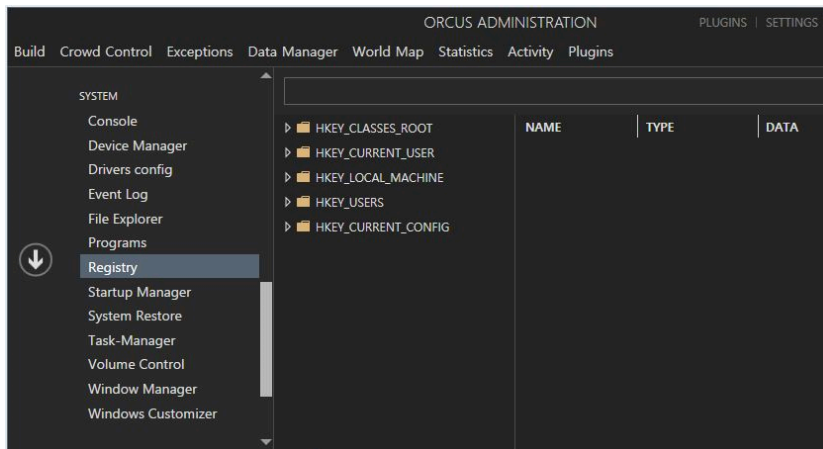 ORCUS ADMINISTRATION PLUGINS | SETTINGS
Build Crowd Control Exceptions Data Manager World Map Statistics Activity Plugins
SYSTEM
Console
Device Manager
Drivers config
Event Log
File Explorer
Programs
Registry
Startup Manager
System Restore
Task-Manager
Volume Control
Window Manager
Windows Customizer
HKEY_CLASSES_ROOT
HKEY_CURRENT_USER
HKEY_LOCAL_MACHINE
HKEY_USERS
HKEY_CURRENT_CONFIG
NAME TYPE DATA